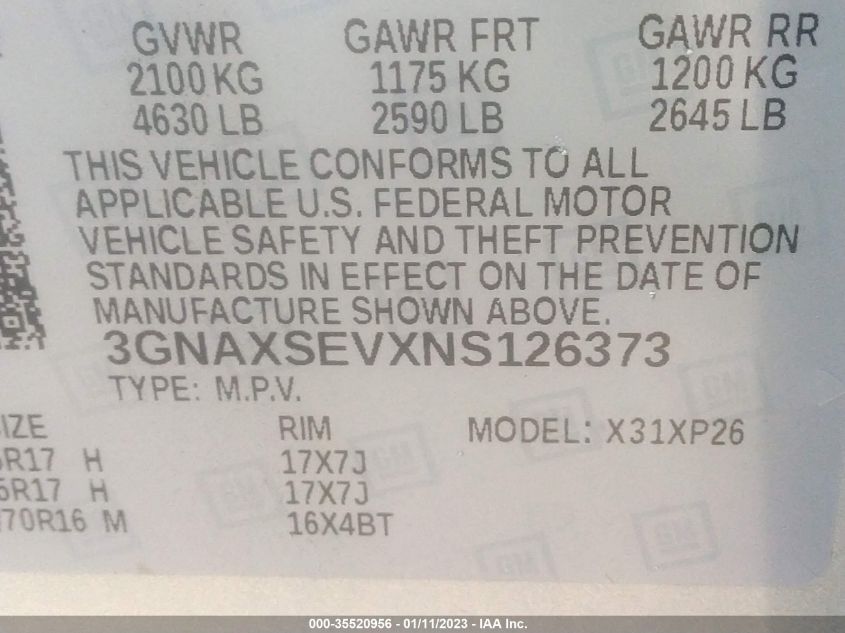 GVWR GAWR FRT GAWR RR
2100 KG 1175 KG 1200 KG
4630 LB 2590 LB 2645 LB
THIS VEHICLE CONFORMS TO ALL
APPLICABLE U.S. FEDERAL MOTOR
VEHICLE SAFETY AND THEFT PREVENTION
STANDARDS IN EFFECT ON THE DATE OF
MANUFACTURE SHOWN ABOVE.
3GNAXSEVXNS126373
TYPE: M.P.V.
IZE RIM MODEL: X31XP26
5R17 H 17X7J
5R17 H 17X7J
70R16 M 16X4BT
000-35520956 - 01/11/2023 - IAA Inc.